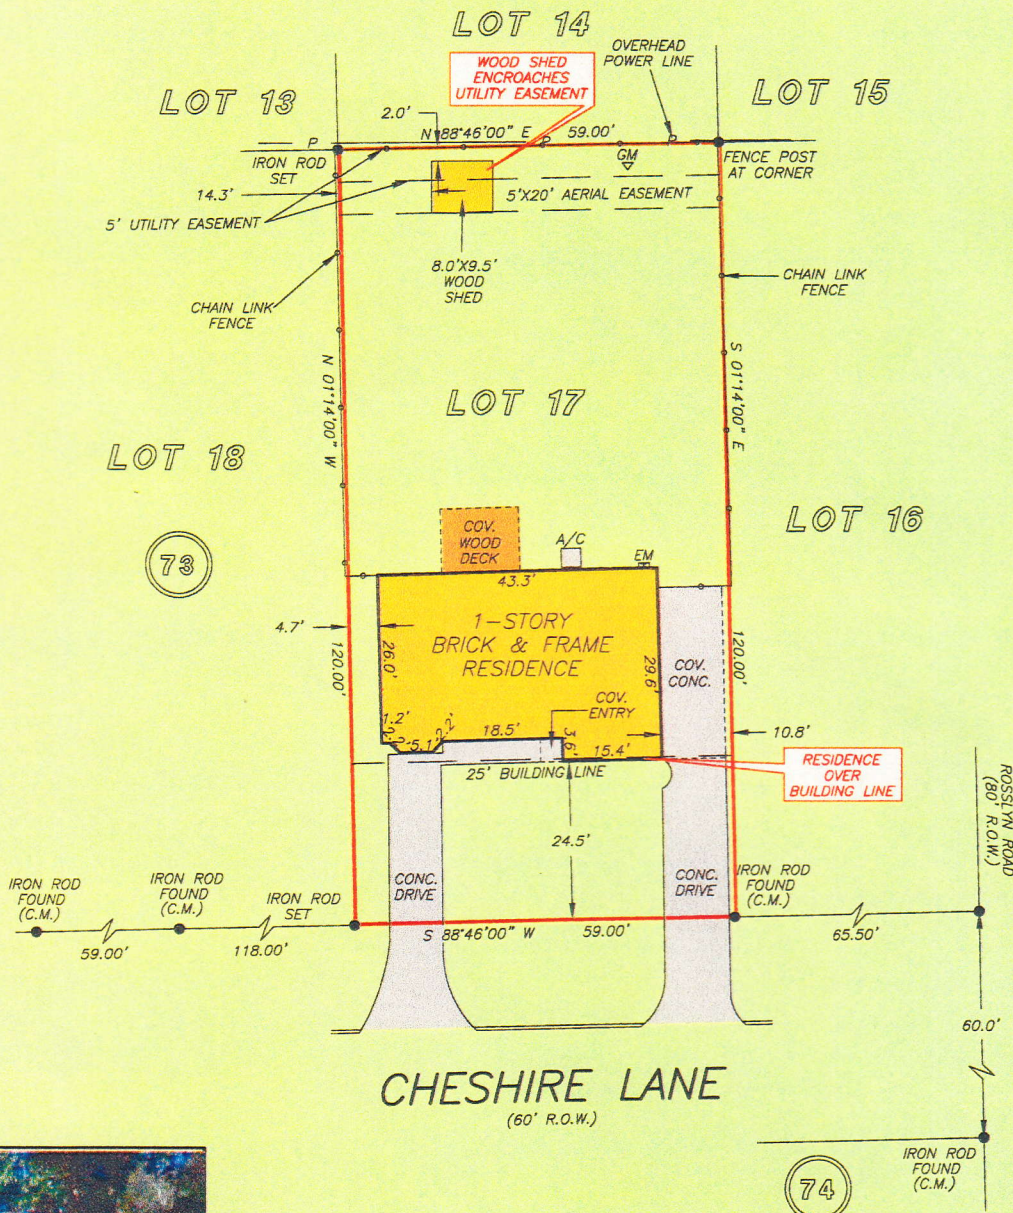 LOT 14
WOOD SHED
ENCROACHES
UTILITY EASEMENT
OVERHEAD
POWER LINE
LOT 13
LOT 15
2.0'
N 88°46'00" E
59.00'
P
P
P
IRON ROD
SET
GM
FENCE POST
AT CORNER
14.3'
5'X20' AERIAL EASEMENT
5' UTILITY EASEMENT
8.0'X9.5'
WOOD
SHED
CHAIN LINK
FENCE
CHAIN LINK
FENCE
N 01°14'00" W
S 01°14'00" E
LOT 17
LOT 18
LOT 16
73
COV.
WOOD
DECK
A/C
EM
43.3'
1-STORY
BRICK & FRAME
RESIDENCE
4.7'
120.00'
26.0'
29.6'
COV.
CONC.
120.00'
COV.
ENTRY
1.2'
2.2'
5.1'
2.2'
18.5'
3.6'
15.4'
10.8'
25' BUILDING LINE
RESIDENCE
OVER
BUILDING LINE
ROSSLYN ROAD
(80' R.O.W.)
24.5'
CONC.
DRIVE
CONC.
DRIVE
IRON ROD
FOUND
(C.M.)
IRON ROD
FOUND
(C.M.)
IRON ROD
SET
IRON ROD
FOUND
(C.M.)
59.00'
118.00'
S 88°46'00" W
59.00'
65.50'
60.0'
CHESHIRE LANE
(60' R.O.W.)
IRON ROD
FOUND
(C.M.)
74